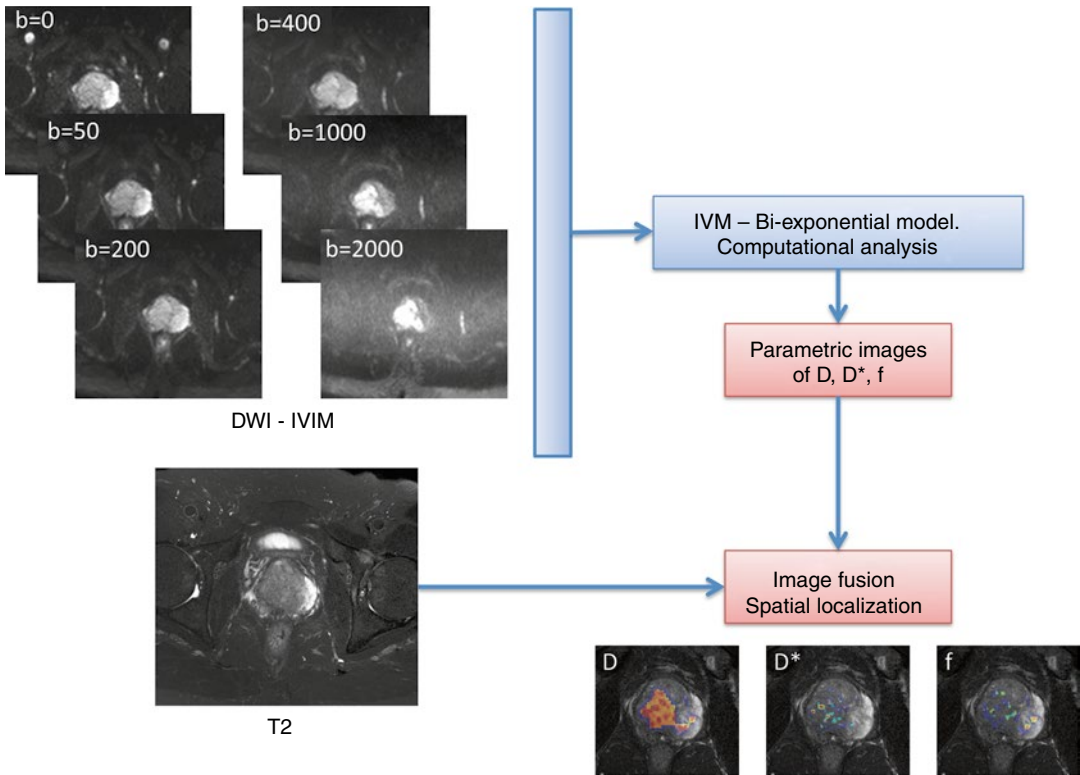 b=0
b=400
b=50
b=1000
b=200
b=2000
DWI - IVIM
IVM – Bi-exponential model.
Computational analysis
Parametric images
of D, D*, f
T2
Image fusion
Spatial localization
D
D*
f